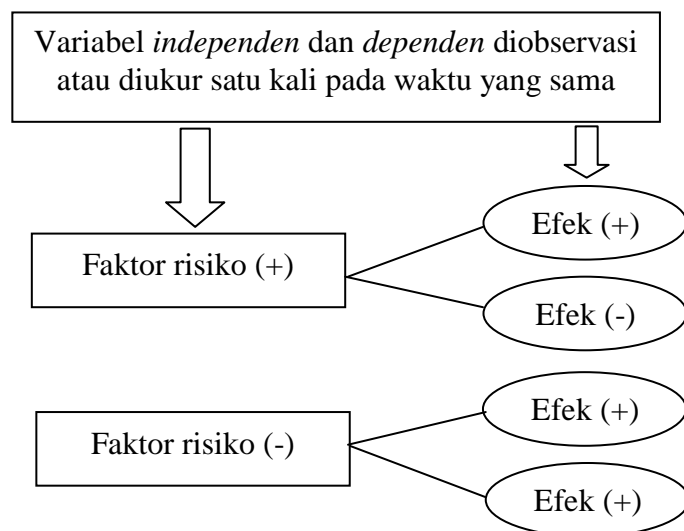 Variabel independen dan dependen diobservasi
atau diukur satu kali pada waktu yang sama
Efek (+)
Faktor risiko (+)
Efek (-)
Efek (+)
Faktor risiko (-)
Efek (+)